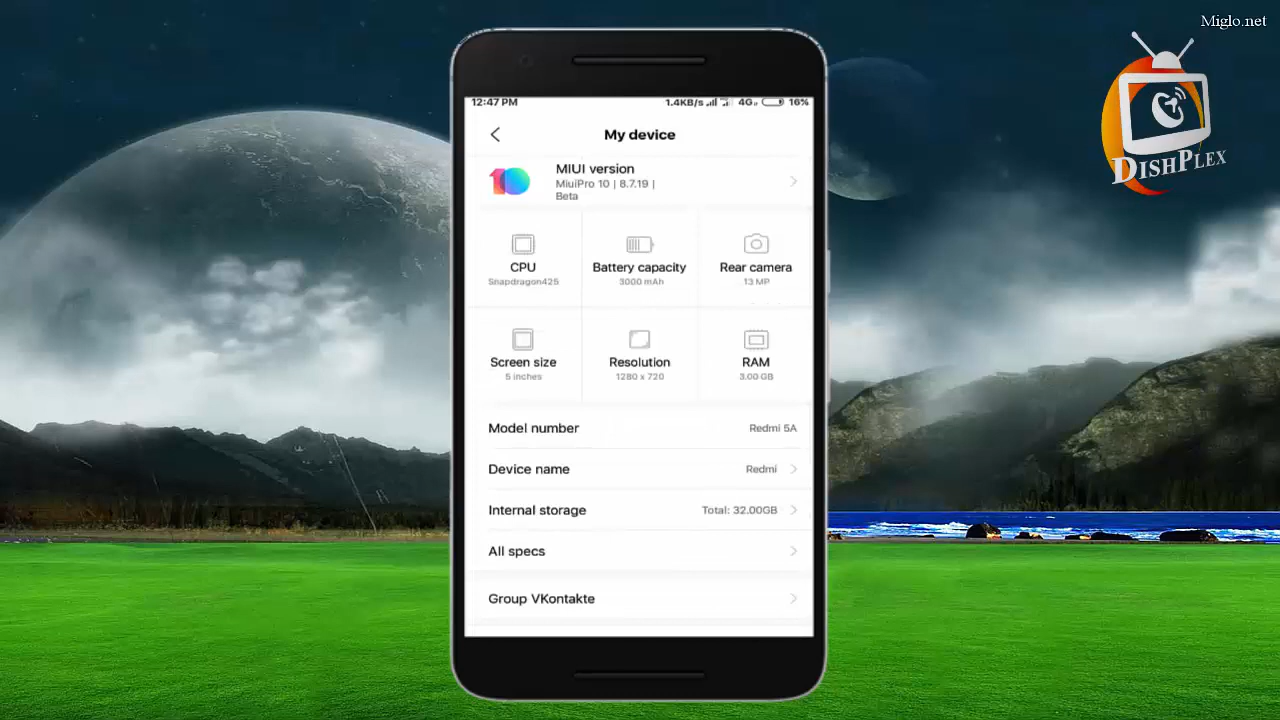 Miglo.net
DISHPLEX
12:47 PM 1.4KB/s 4G 16%
My device
MIUI version
MiuiPro 10 | 8.7.19 |
Beta
CPU
Snapdragon425
Battery capacity
3000 mAh
Rear camera
13 MP
Screen size
5 inches
Resolution
1280 x 720
RAM
3.00 GB
Model number Redmi 5A
Device name Redmi
Internal storage Total: 32.00GB
All specs
Group VKontakte